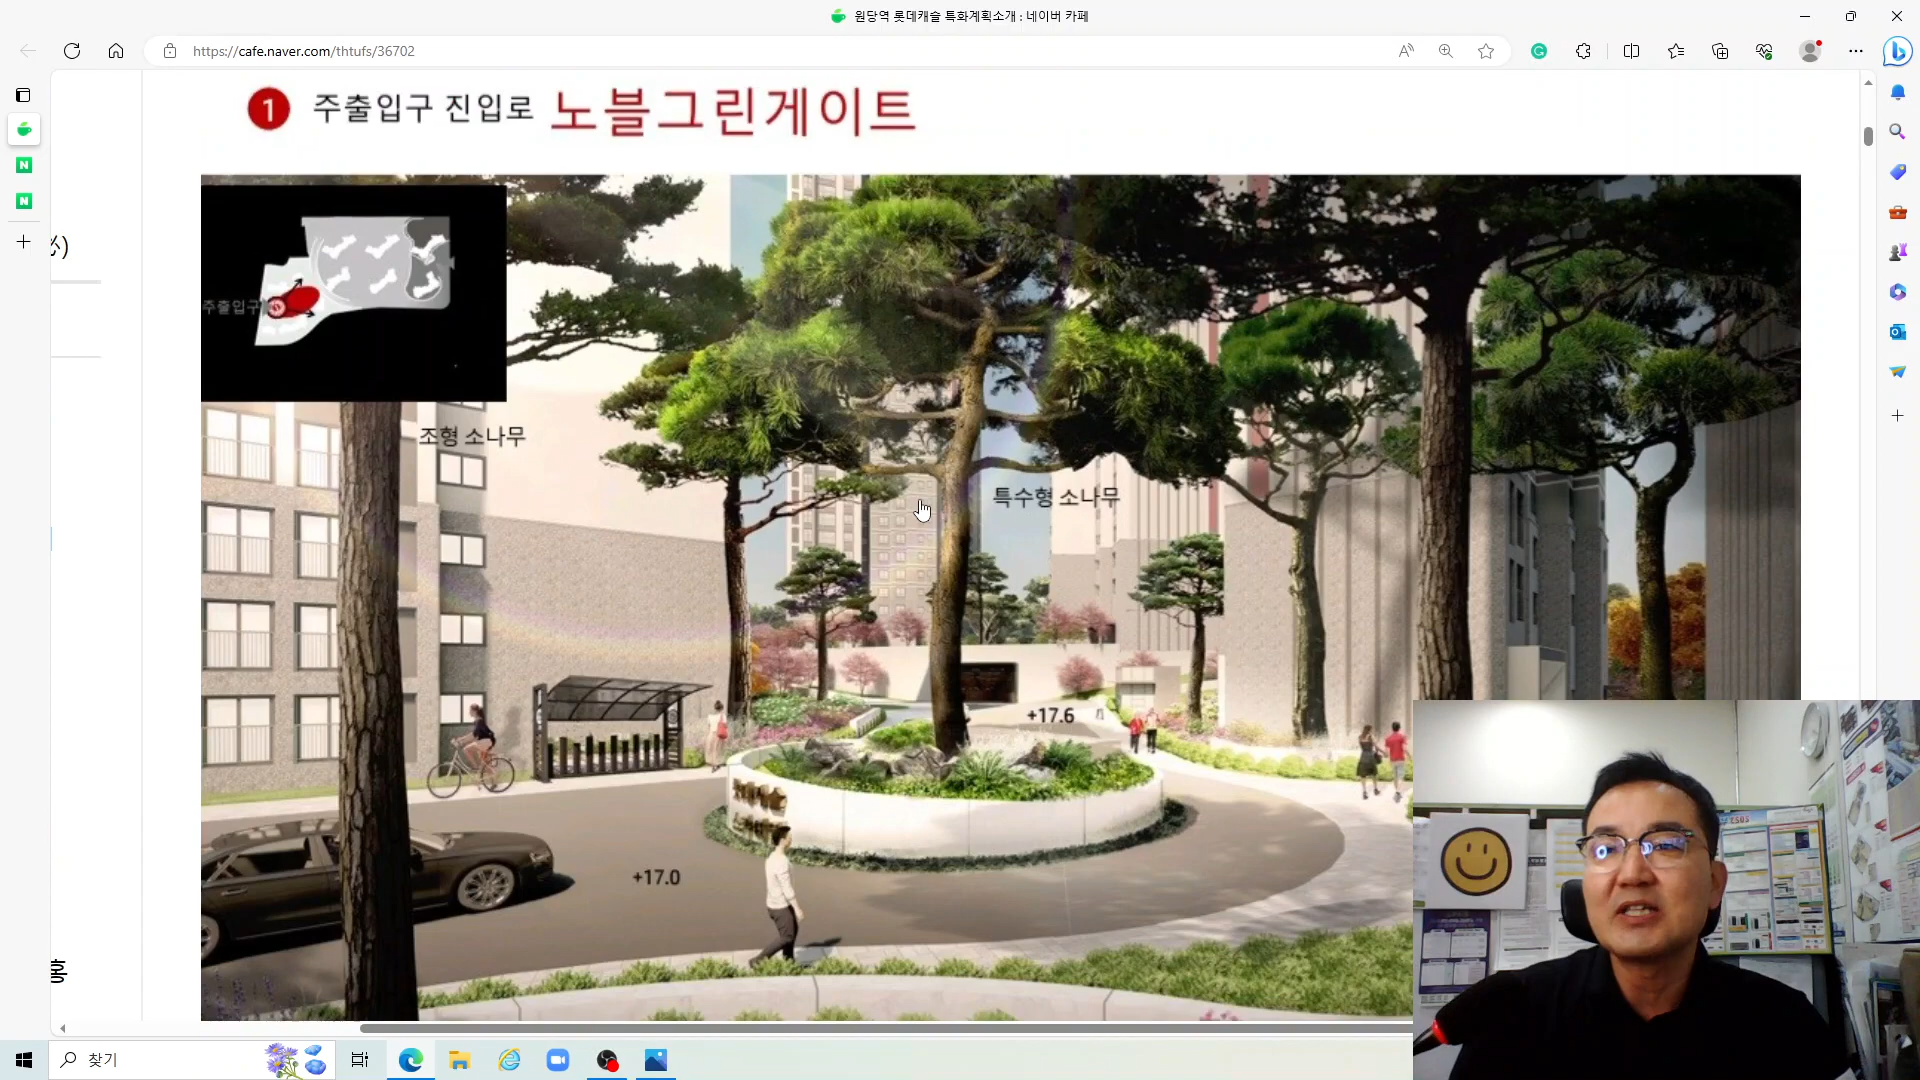 원당역 롯데캐슬 특화계획소개 : 네이버 카페
https://cafe.naver.com/thtufs/36702
1 주출입구 진입로 노블그린게이트
주출입구
조형 소나무
특수형 소나무
+17.6
+17.0
찾기